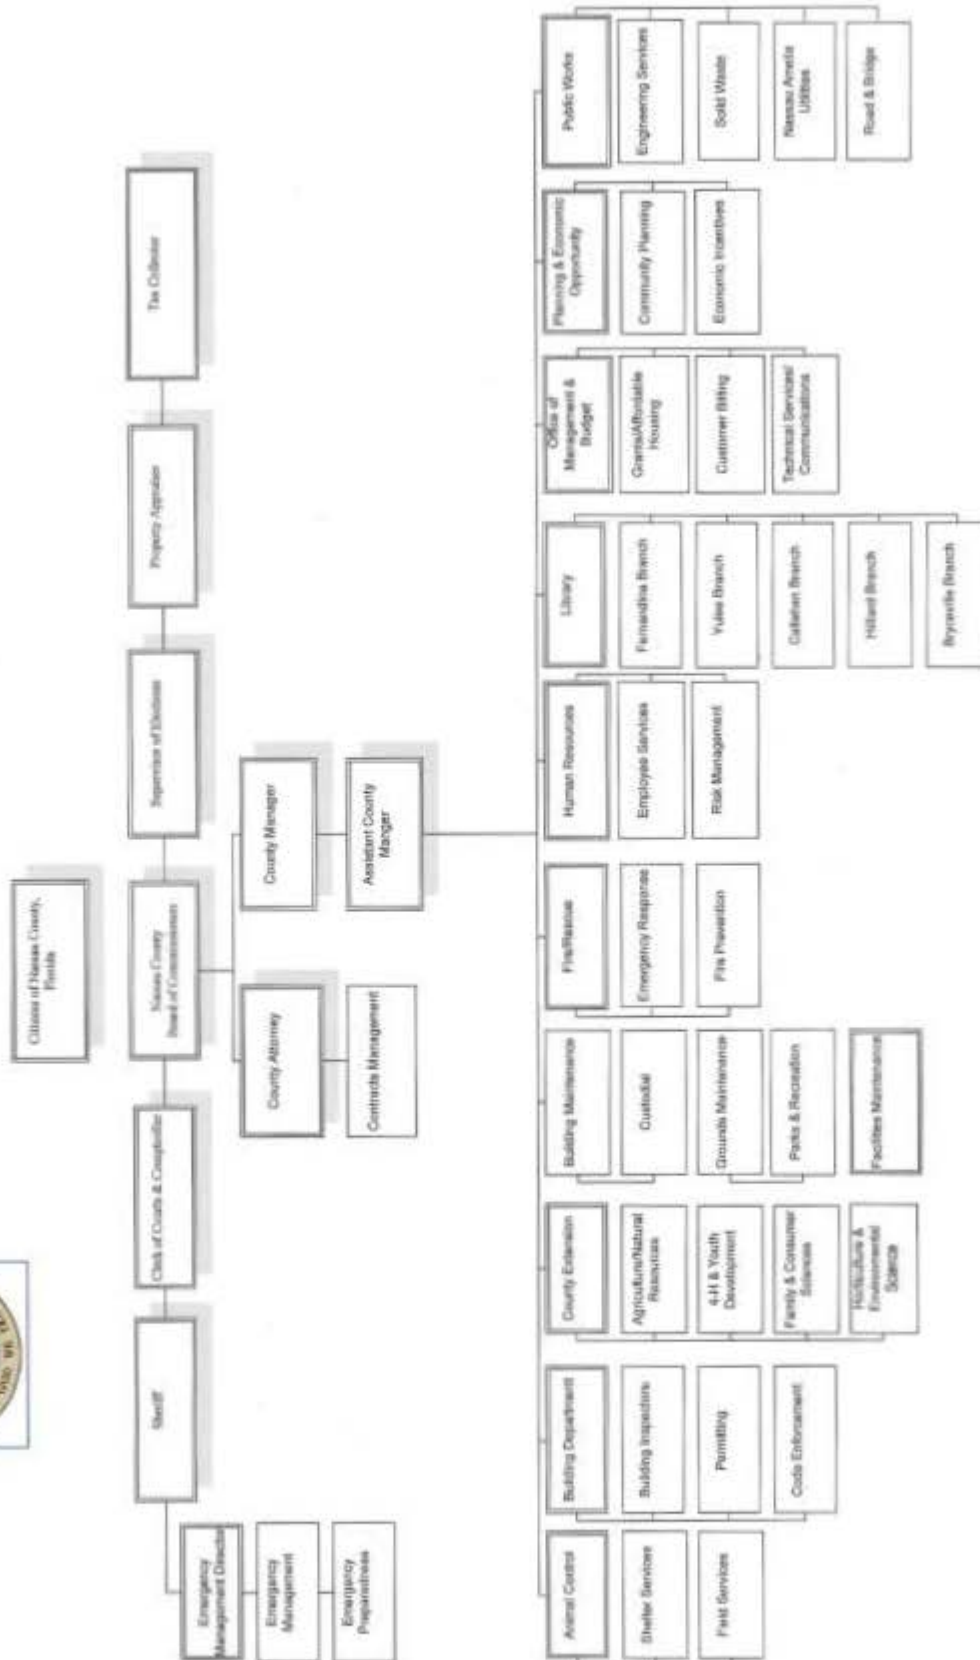 Citizens of Nassau County,
Florida
Sheriff
Clerk of Courts & Comptroller
Nassau County
Board of Commissioners
Supervisor of Elections
Property Appraiser
Tax Collector
Emergency
Management Director
Emergency
Management
Emergency
Preparedness
County Attorney
Contracts Management
County Manager
Assistant County
Manger
Animal Control
Shelter Services
Field Services
Building Department
Building Inspectors
Permitting
Code Enforcement
County Extension
Agriculture/Natural
Resources
4-H & Youth
Development
Family & Consumer
Sciences
Horticulture &
Environmental
Science
Building Maintenance
Custodial
Grounds Maintenance
Parks & Recreation
Facilities Maintenance
Fire/Rescue
Emergency Response
Fire Prevention
Human Resources
Employee Services
Risk Management
Library
Fernandina Branch
Yulee Branch
Callahan Branch
Hilliard Branch
Bryceville Branch
Office of
Management &
Budget
Grants/Affordable
Housing
Customer Billing
Technical Services/
Communications
Planning & Economic
Opportunity
Community Planning
Economic Incentives
Public Works
Engineering Services
Solid Waste
Nassau Amelia
Utilities
Road & Bridge